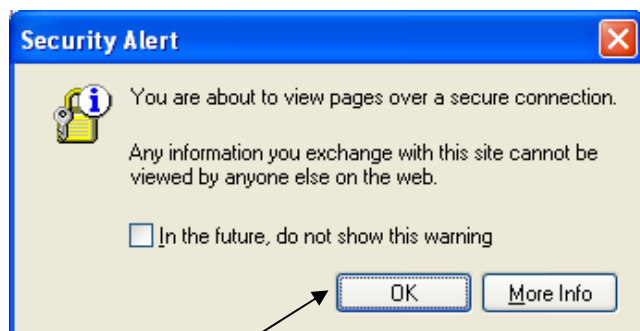 Security Alert
You are about to view pages over a secure connection.
Any information you exchange with this site cannot be
viewed by anyone else on the web.
In the future, do not show this warning
OK More Info